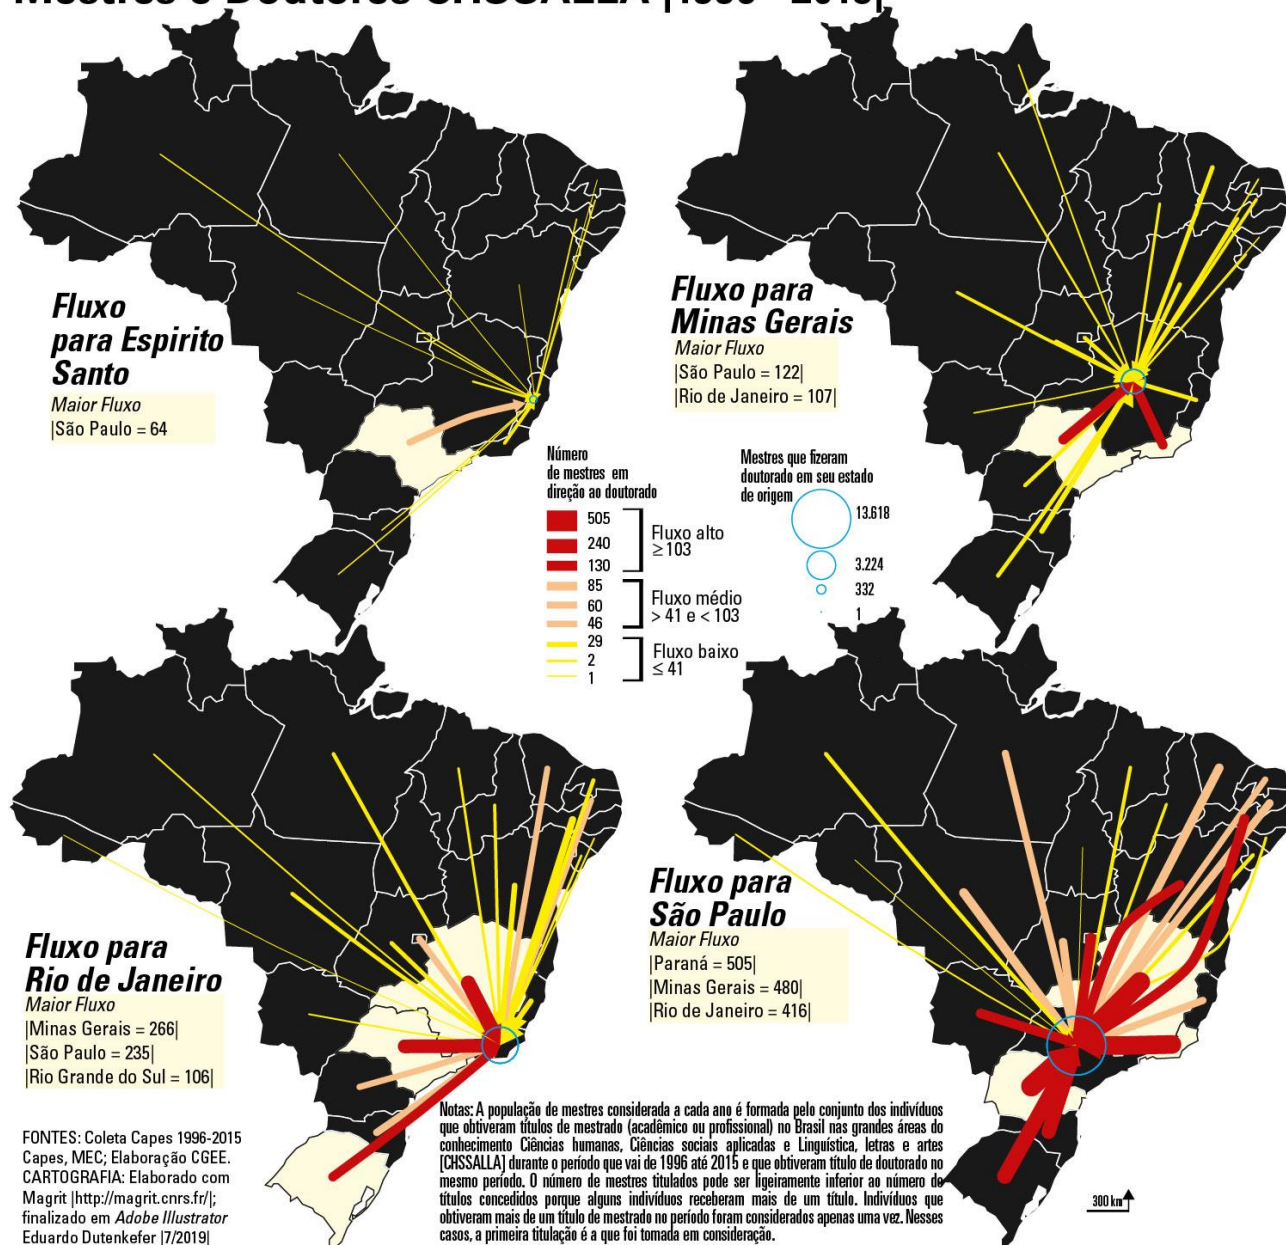 Mestres e Doutores CHSSALLA |1996 - 2015|
Fluxo
para Espirito
Santo
Maior Fluxo
|São Paulo = 64|
Fluxo para
Minas Gerais
Maior Fluxo
|São Paulo = 122|
|Rio de Janeiro = 107|
Número
de mestres em
direção ao doutorado
505
240
130
Fluxo alto
≥ 103
85
60
46
Fluxo médio
> 41 e < 103
29
2
1
Fluxo baixo
≤ 41
Mestres que fizeram
doutorado em seu estado
de origem
13.618
3.224
332
1
Fluxo para
Rio de Janeiro
Maior Fluxo
|Minas Gerais = 266|
|São Paulo = 235|
|Rio Grande do Sul = 106|
Fluxo para
São Paulo
Maior Fluxo
|Paraná = 505|
|Minas Gerais = 480|
|Rio de Janeiro = 416|
FONTES: Coleta Capes 1996-2015
Capes, MEC; Elaboração CGEE.
CARTOGRAFIA: Elaborado com
Magrit |http://magrit.cnrs.fr/|;
finalizado em Adobe Illustrator
Eduardo Dutenkefer |7/2019|
Notas: A população de mestres considerada a cada ano é formada pelo conjunto dos indivíduos
que obtiveram títulos de mestrado (acadêmico ou profissional) no Brasil nas grandes áreas do
conhecimento Ciências humanas, Ciências sociais aplicadas e Linguística, letras e artes
[CHSSALLA] durante o período que vai de 1996 até 2015 e que obtiveram título de doutorado no
mesmo período. O número de mestres titulados pode ser ligeiramente inferior ao número de
títulos concedidos porque alguns indivíduos receberam mais de um título. Indivíduos que
obtiveram mais de um título de mestrado no período foram considerados apenas uma vez. Nesses
casos, a primeira titulação é a que foi tomada em consideração.
300 km